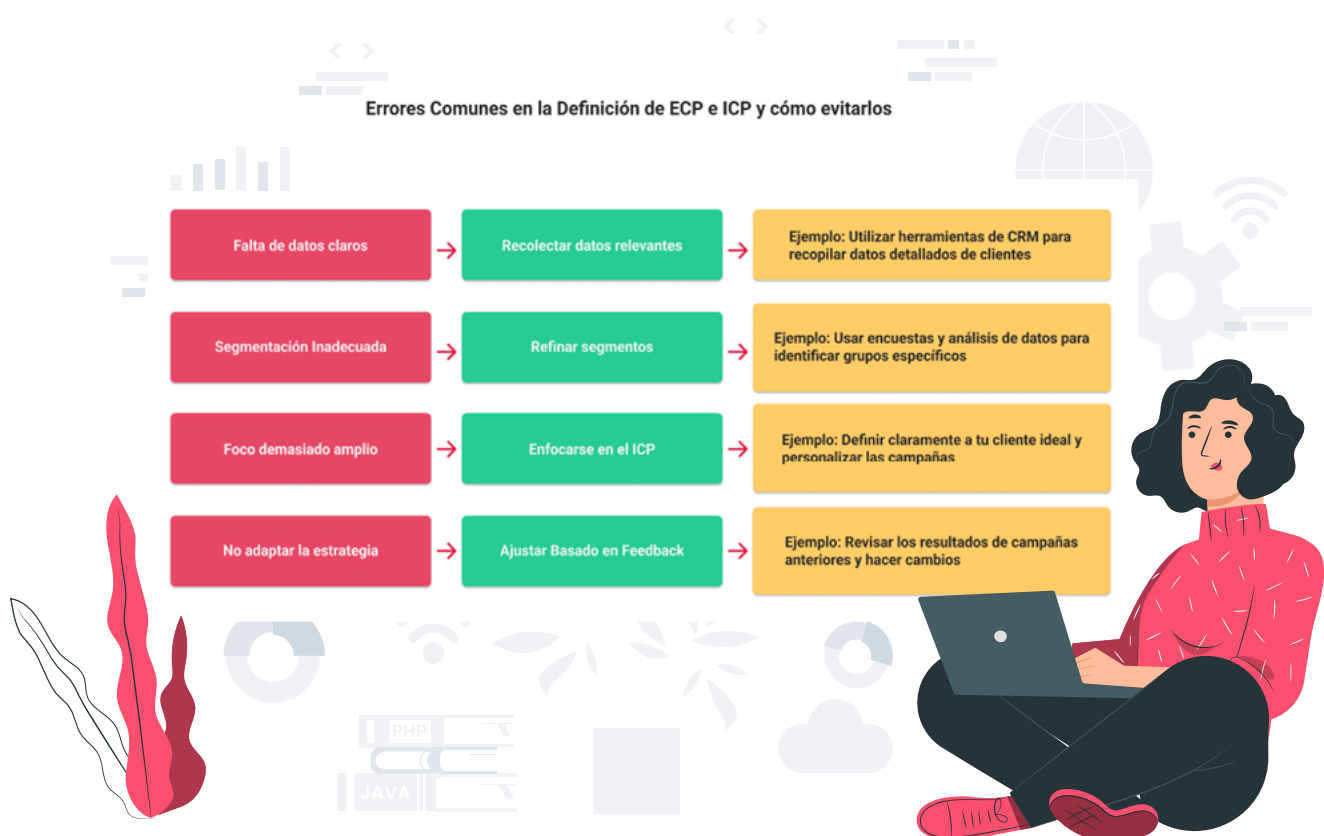 Errores Comunes en la Definición de ECP e ICP y cómo evitarlos
Falta de datos claros
Recolectar datos relevantes
Ejemplo: Utilizar herramientas de CRM para
recopilar datos detallados de clientes
Segmentación Inadecuada
Refinar segmentos
Ejemplo: Usar encuestas y análisis de datos para
identificar grupos específicos
Foco demasiado amplio
Enfocarse en el ICP
Ejemplo: Definir claramente a tu cliente ideal y
personalizar las campañas
No adaptar la estrategia
Ajustar Basado en Feedback
Ejemplo: Revisar los resultados de campañas
anteriores y hacer cambios
PHP
JAVA